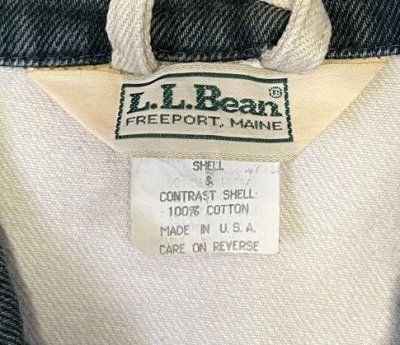 L.L.Bean ®
FREEPORT, MAINE
SHELL
&
CONTRAST SHELL
100% COTTON
MADE IN U.S.A.
CARE ON REVERSE